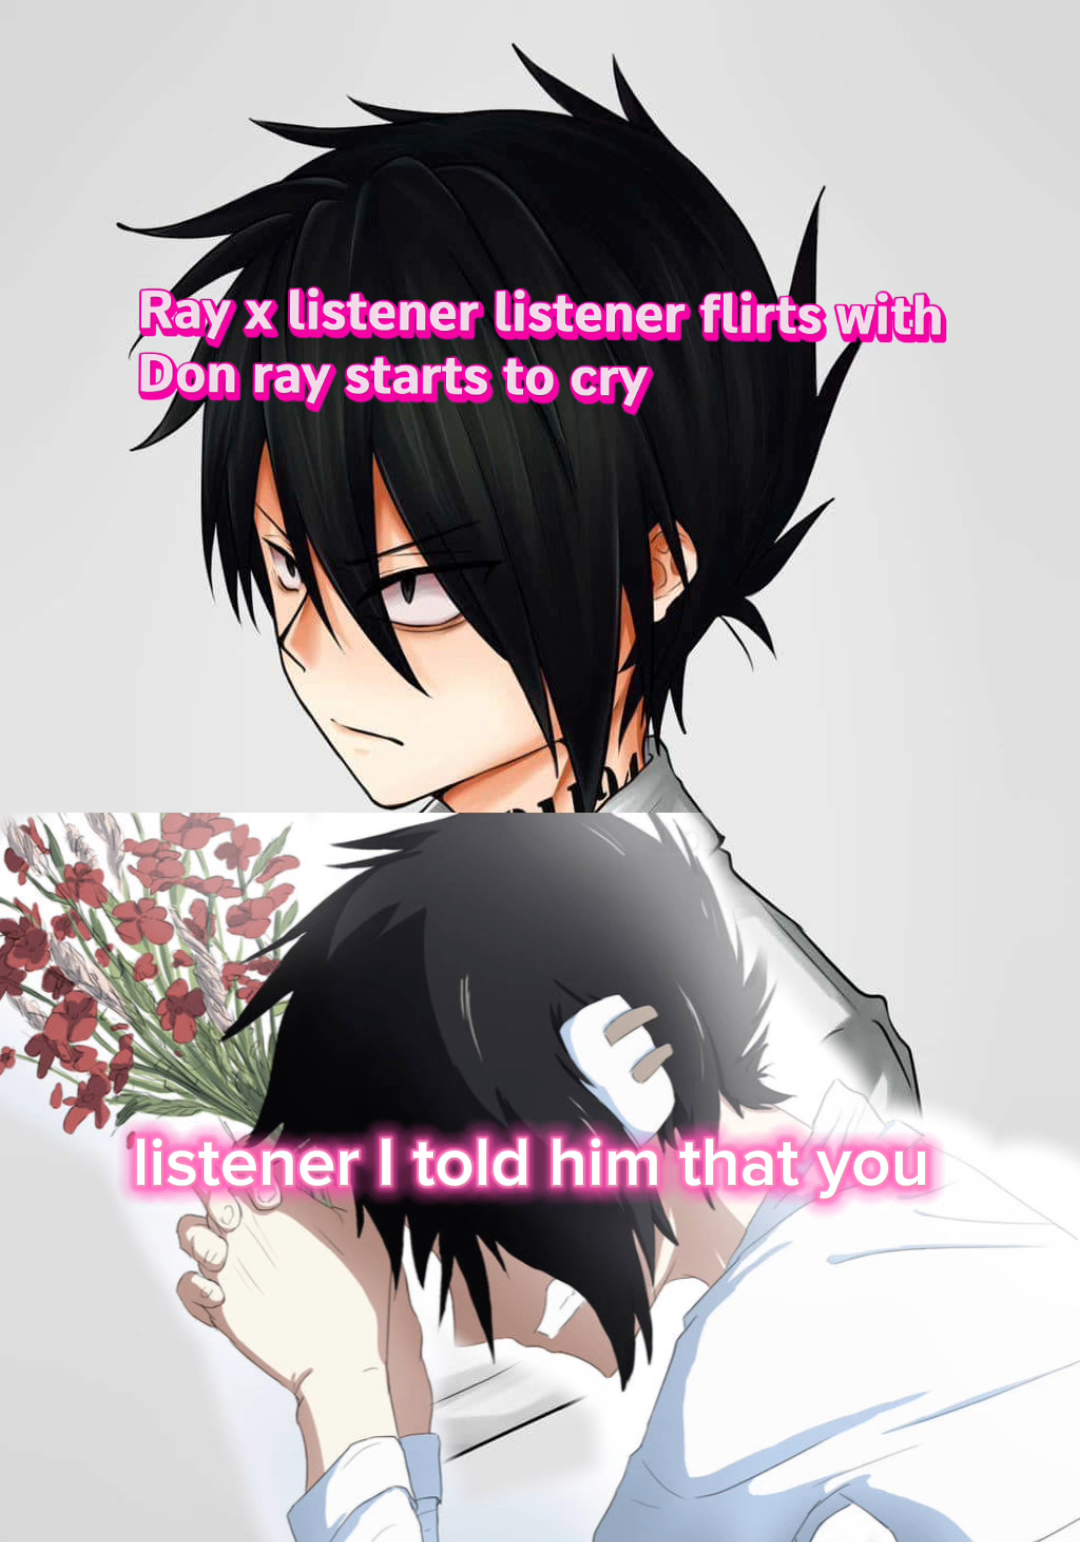 Ray x listener listener flirts with
Don ray starts to cry
listener I told him that you